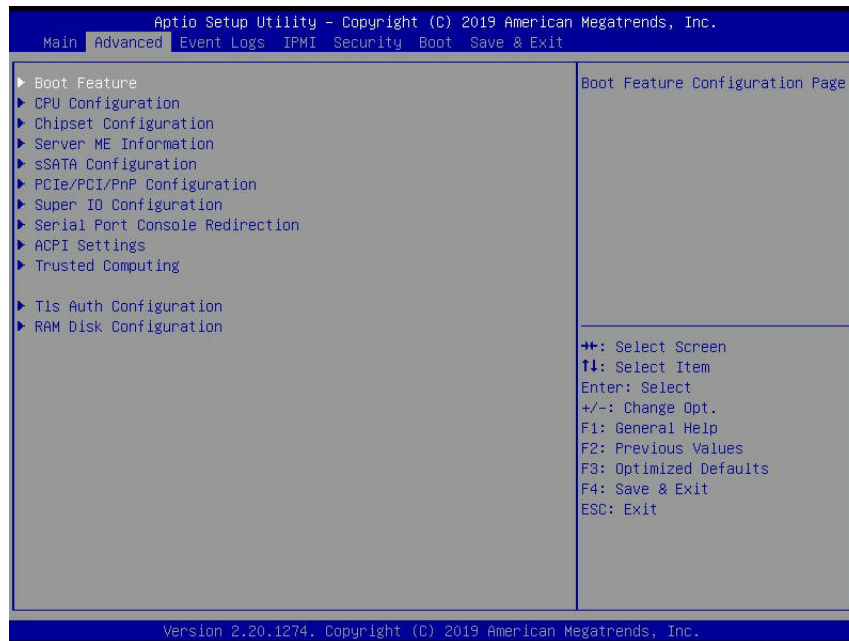 Aptio Setup Utility – Copyright (C) 2019 American Megatrends, Inc.
Main Advanced Event Logs IPMI Security Boot Save & Exit
Boot Feature
CPU Configuration
Chipset Configuration
Server ME Information
sSATA Configuration
PCIe/PCI/PnP Configuration
Super IO Configuration
Serial Port Console Redirection
ACPI Settings
Trusted Computing
Tls Auth Configuration
RAM Disk Configuration
Boot Feature Configuration Page
→←: Select Screen
↑↓: Select Item
Enter: Select
+/-: Change Opt.
F1: General Help
F2: Previous Values
F3: Optimized Defaults
F4: Save & Exit
ESC: Exit
Version 2.20.1274. Copyright (C) 2019 American Megatrends, Inc.